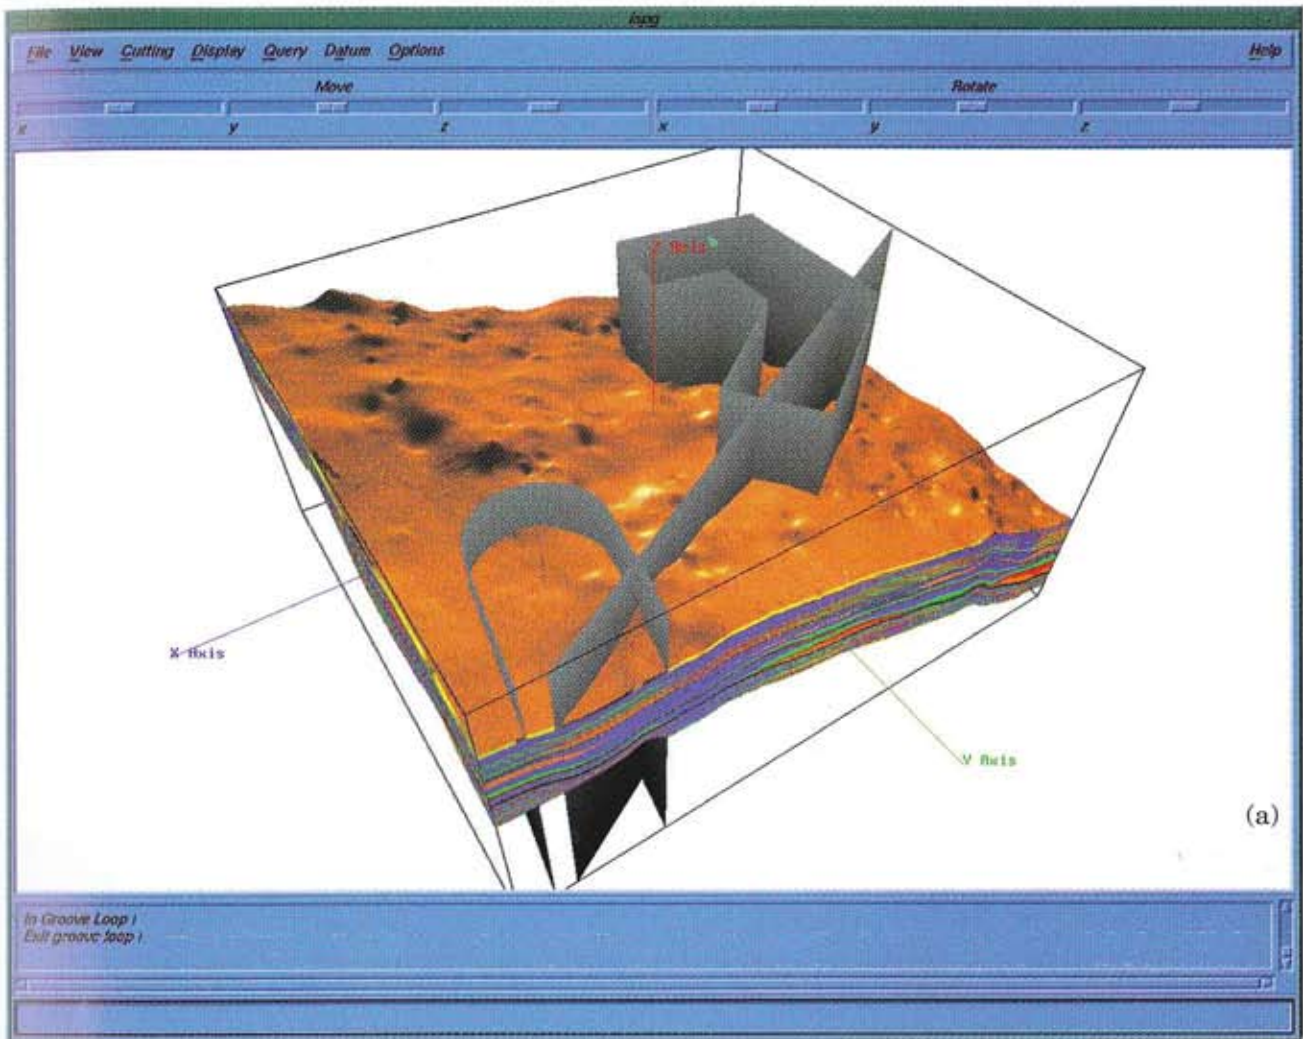 File View Cutting Display Query Datum Options Help
Move Rotate
x y z x y z
Z Axis
X Axis
Y Axis
(a)
In Groove Loop !
Exit groove loop !